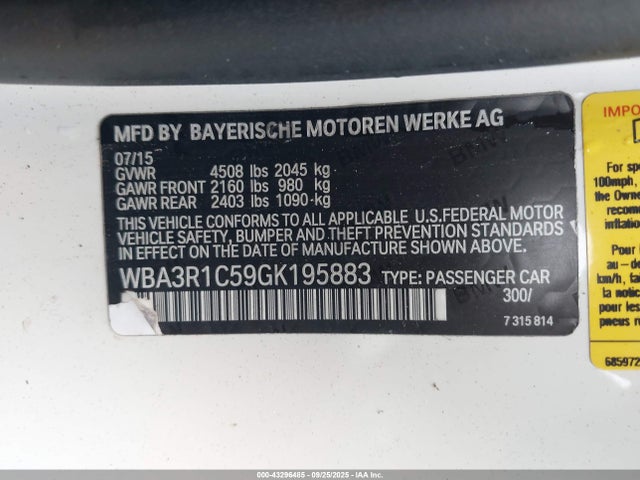 MFD BY BAYERISCHE MOTOREN WERKE AG
07/15
GVWR 4508 lbs 2045 kg
GAWR FRONT 2160 lbs 980 kg
GAWR REAR 2403 lbs 1090 kg
THIS VEHICLE CONFORMS TO ALL APPLICABLE U.S.FEDERAL MOTOR
VEHICLE SAFETY, BUMPER AND THEFT PREVENTION STANDARDS
IN EFFECT ON THE DATE OF MANUFACTURE SHOWN ABOVE.
WBA3R1C59GK195883 TYPE: PASSENGER CAR
300/
7 315 814
IMPO
For spe
100mph,
the Owne
recom
inflation
Pour
au-de
km/h, fa
la notic
pour les
pneus r
685972
000-43296465 - 09/25/2025 - IAA Inc.